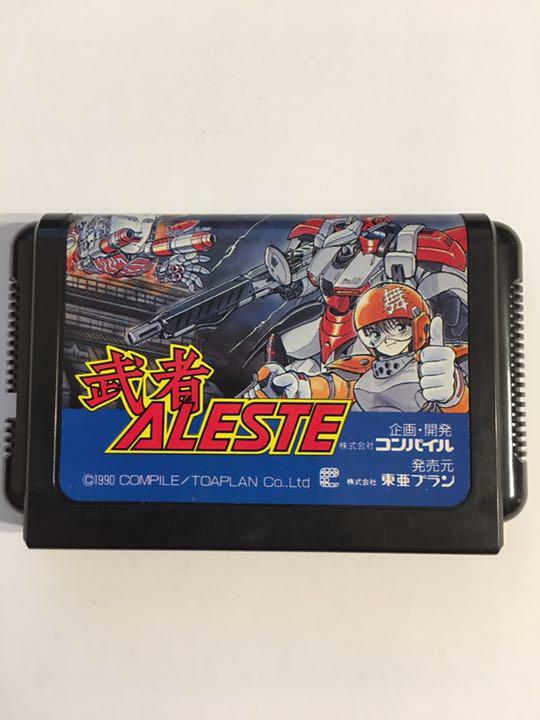 舞
武者
ALESTE
企画・開発
株式会社 コンパイル
発売元
株式会社 東亜プラン
©1990 COMPILE/TOAPLAN Co.,Ltd